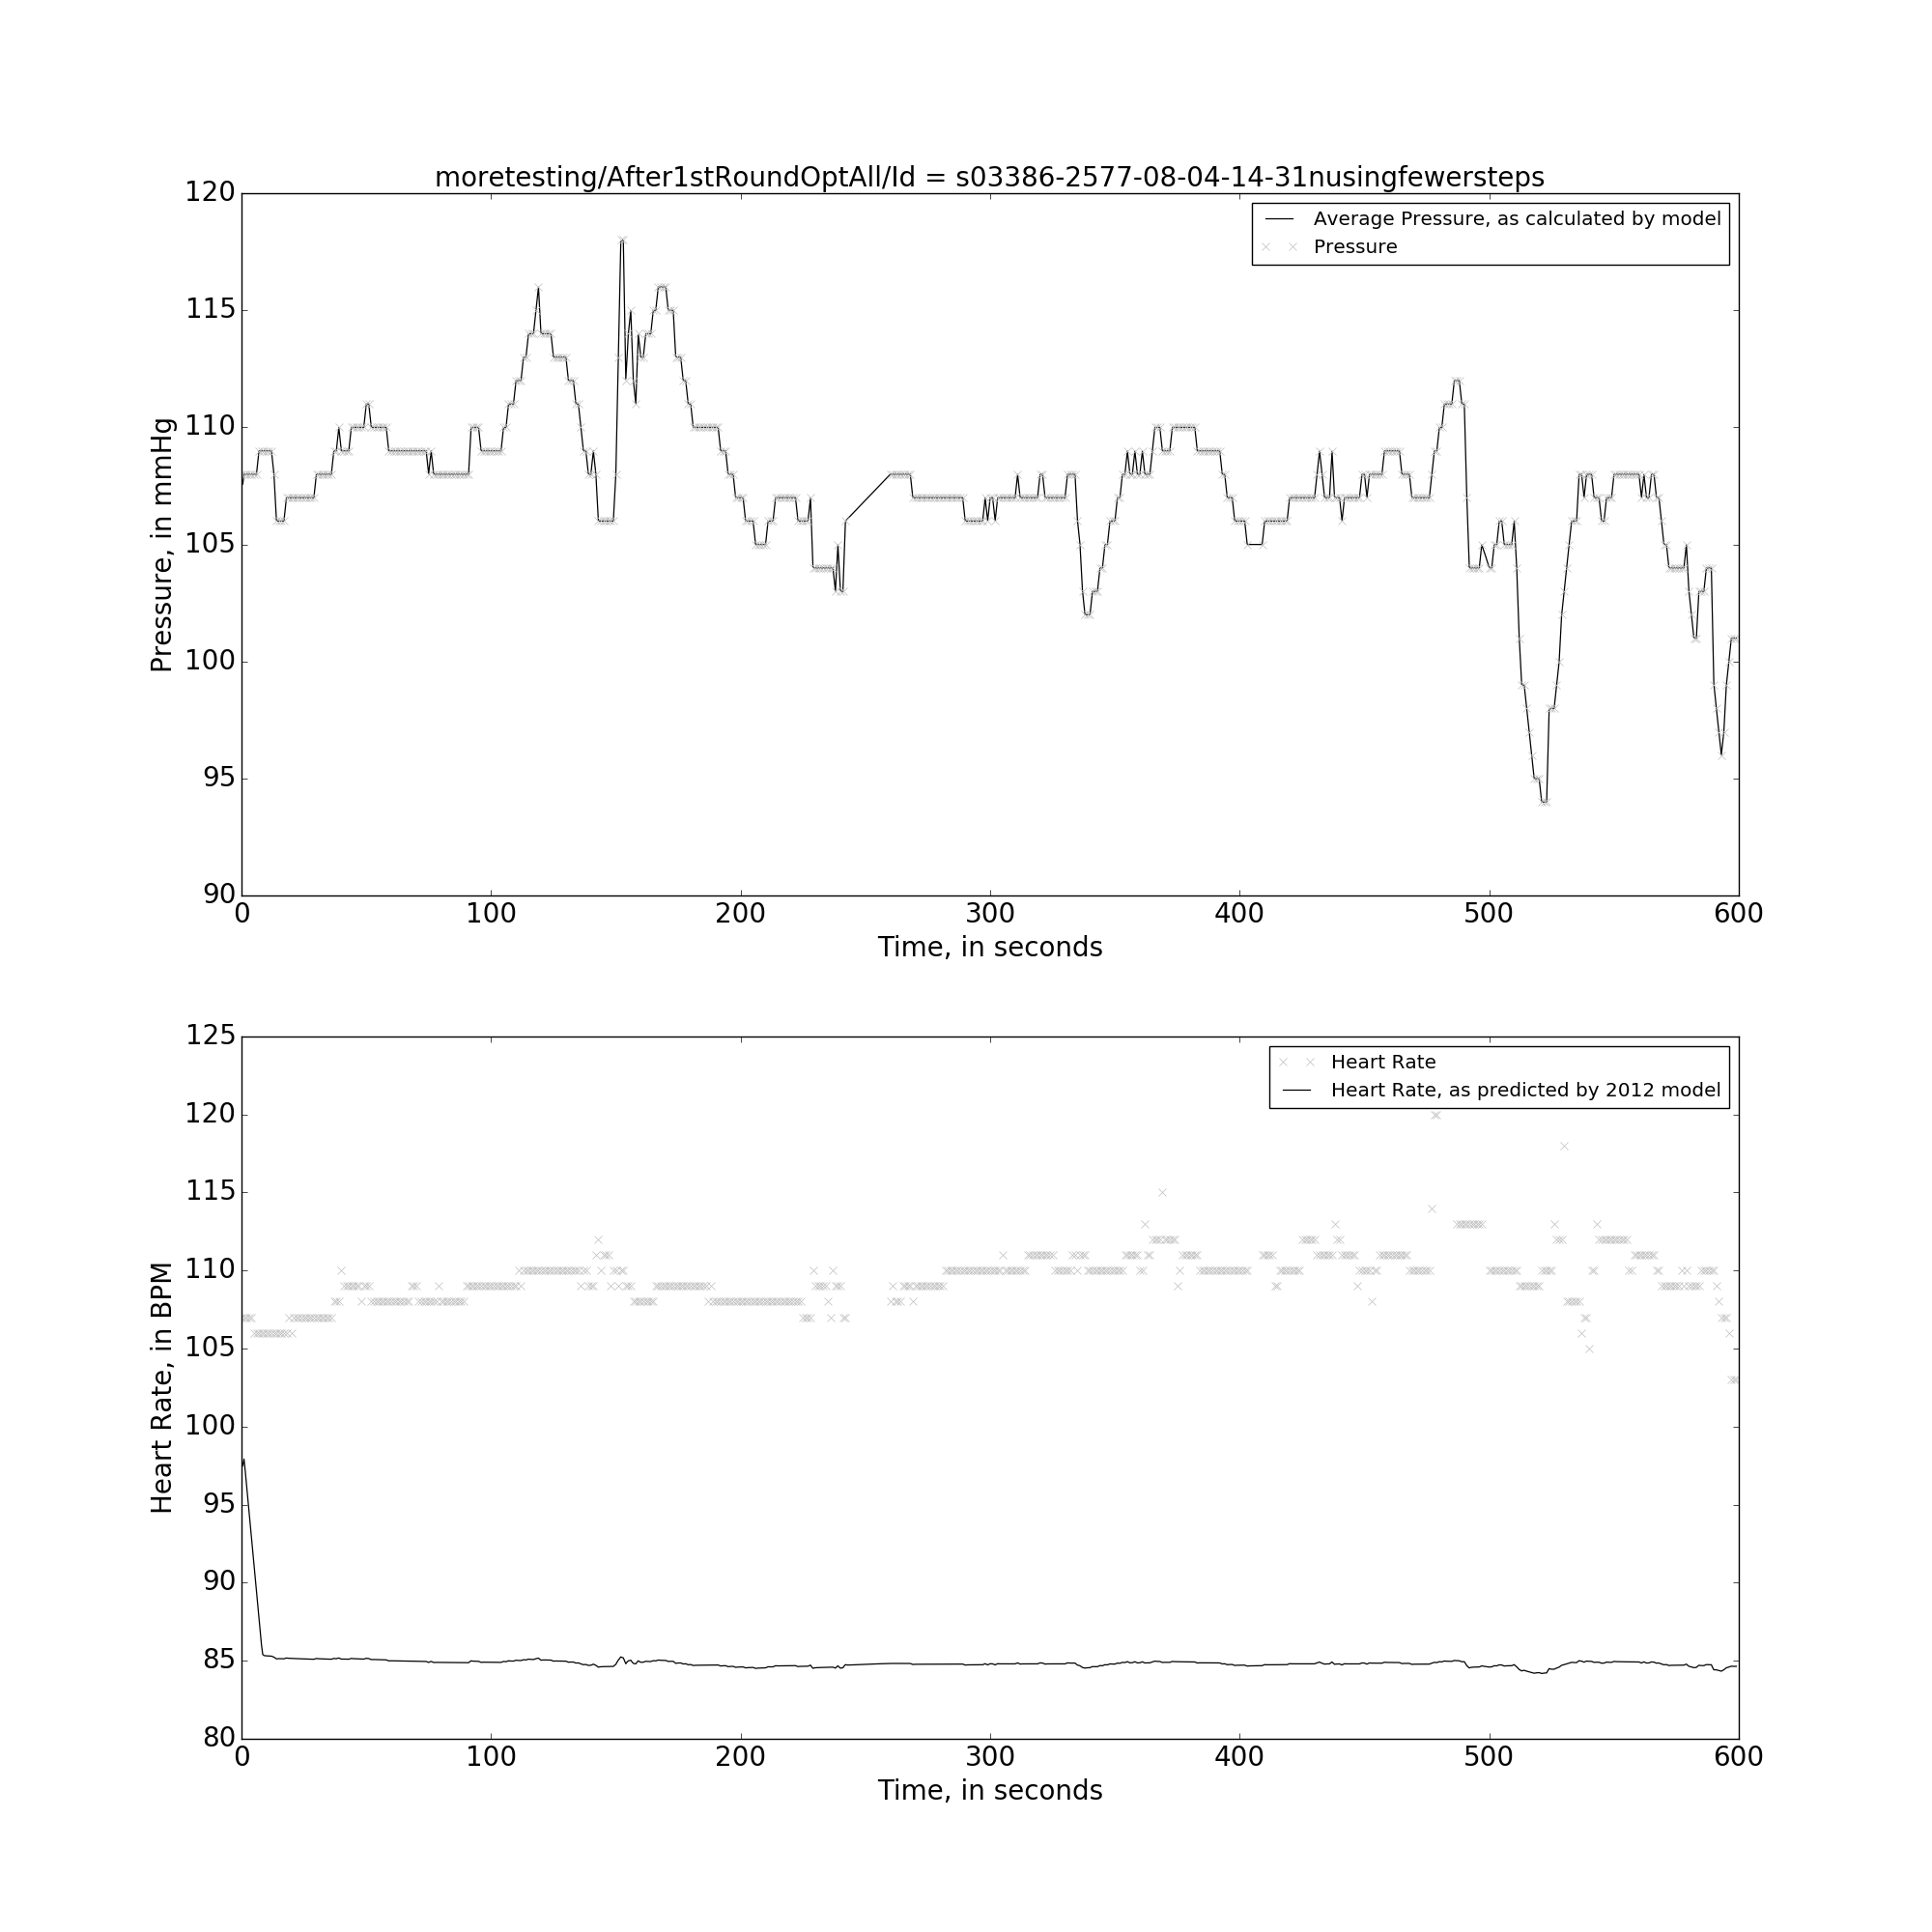 moretesting/After1stRoundOptAll/Id = s03386-2577-08-04-14-31nusingfewersteps
120
115
110
105
100
95
90
Pressure, in mmHg
Average Pressure, as calculated by model
Pressure
0 100 200 300 400 500 600
Time, in seconds
125
120
115
110
105
100
95
90
85
80
Heart Rate, in BPM
Heart Rate
Heart Rate, as predicted by 2012 model
0 100 200 300 400 500 600
Time, in seconds